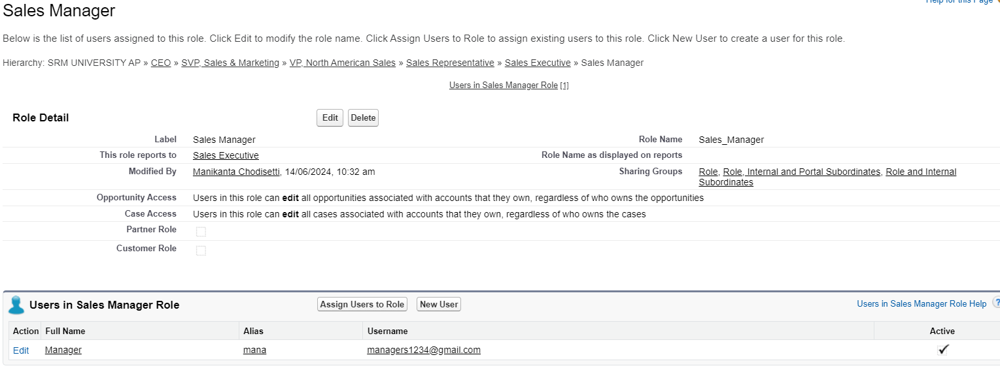 Help for this Page
Sales Manager
Below is the list of users assigned to this role. Click Edit to modify the role name. Click Assign Users to Role to assign existing users to this role. Click New User to create a user for this role.
Hierarchy: SRM UNIVERSITY AP » CEO » SVP, Sales & Marketing » VP, North American Sales » Sales Representative » Sales Executive » Sales Manager
Users in Sales Manager Role [1]
Role Detail Edit Delete
Label Sales Manager Role Name Sales_Manager
This role reports to Sales Executive Role Name as displayed on reports
Modified By Manikanta Chodisetti, 14/06/2024, 10:32 am Sharing Groups Role, Role, Internal and Portal Subordinates, Role and Internal
Subordinates
Opportunity Access Users in this role can edit all opportunities associated with accounts that they own, regardless of who owns the opportunities
Case Access Users in this role can edit all cases associated with accounts that they own, regardless of who owns the cases
Partner Role
Customer Role
Users in Sales Manager Role Assign Users to Role New User Users in Sales Manager Role Help ?
Action Full Name Alias Username Active
Edit Manager mana managers1234@gmail.com